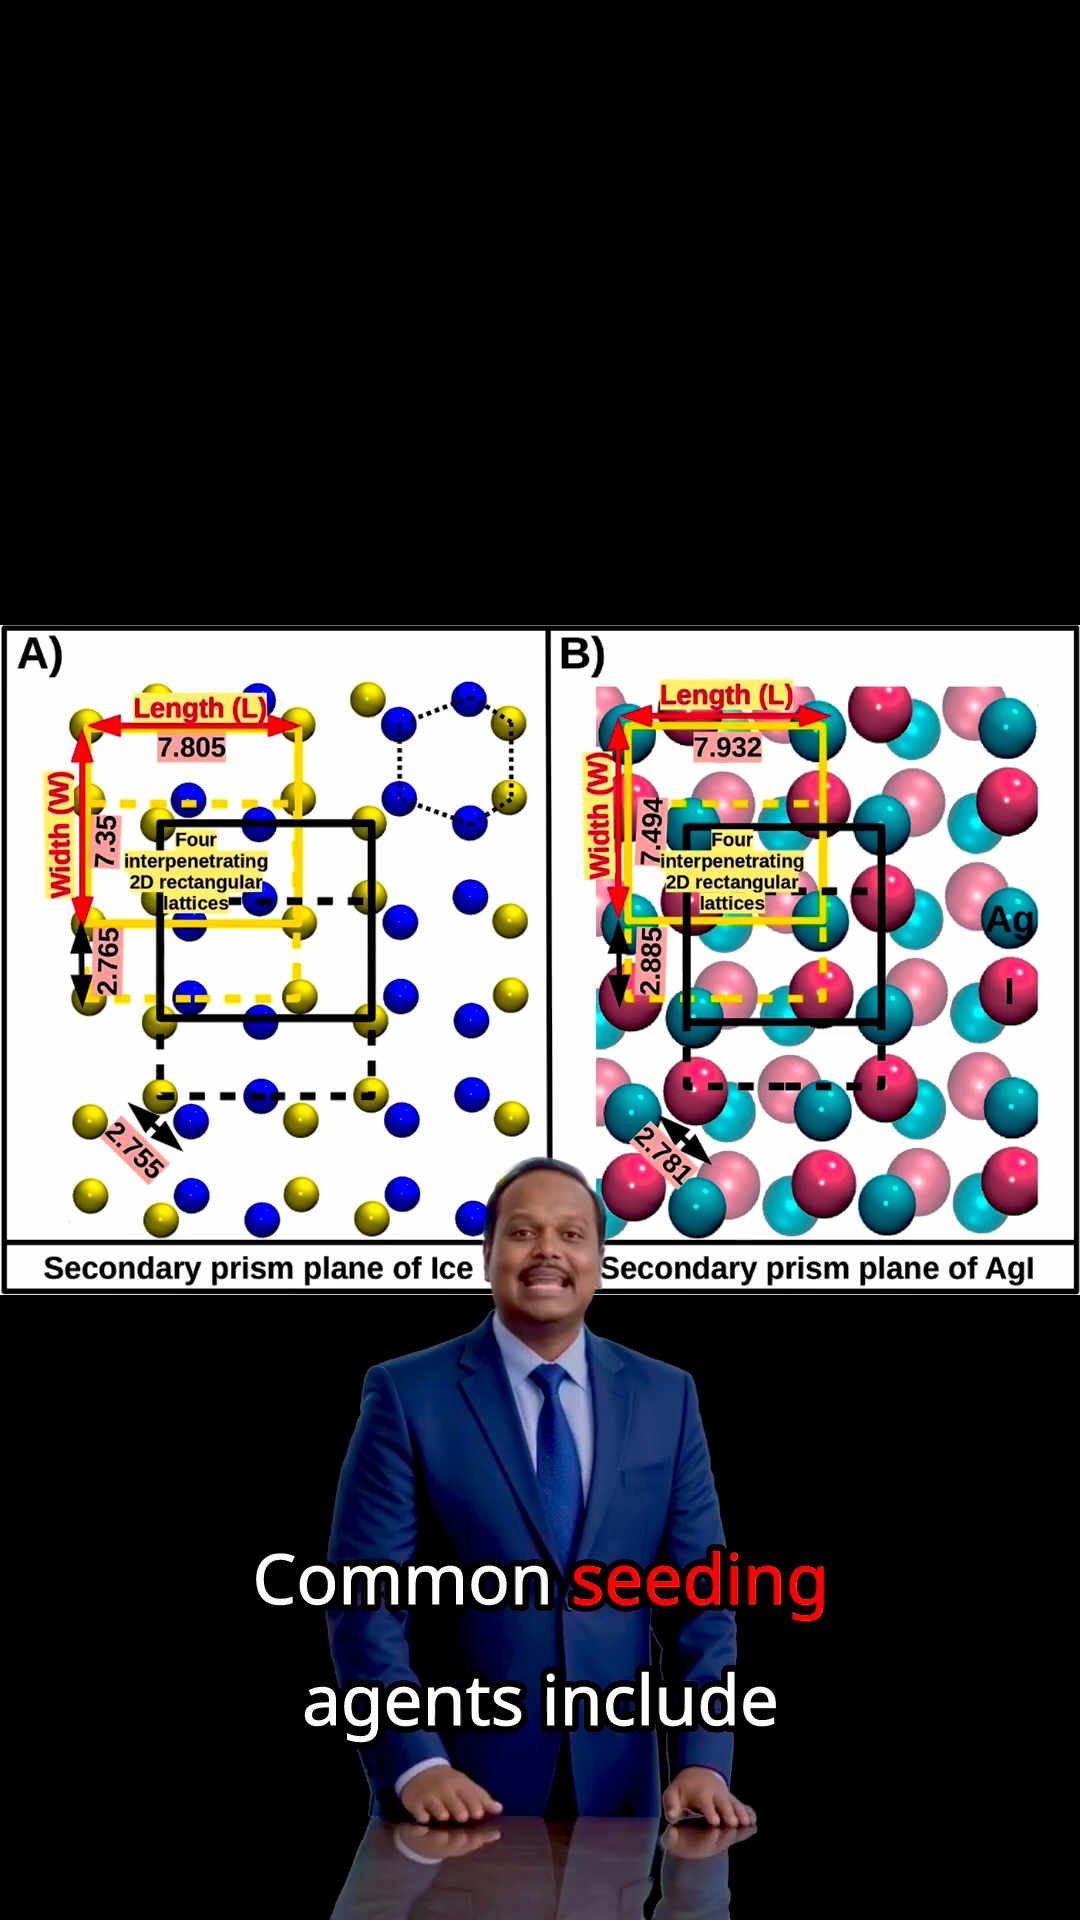 A)
Length (L)
7.805
Width (W)
7.35
Four
interpenetrating
2D rectangular
lattices
2.765
2.755
Secondary prism plane of Ice
B)
Length (L)
7.932
Width (W)
7.494
Four
interpenetrating
2D rectangular
lattices
2.885
Ag
I
2.781
Secondary prism plane of AgI
Common seeding
agents include